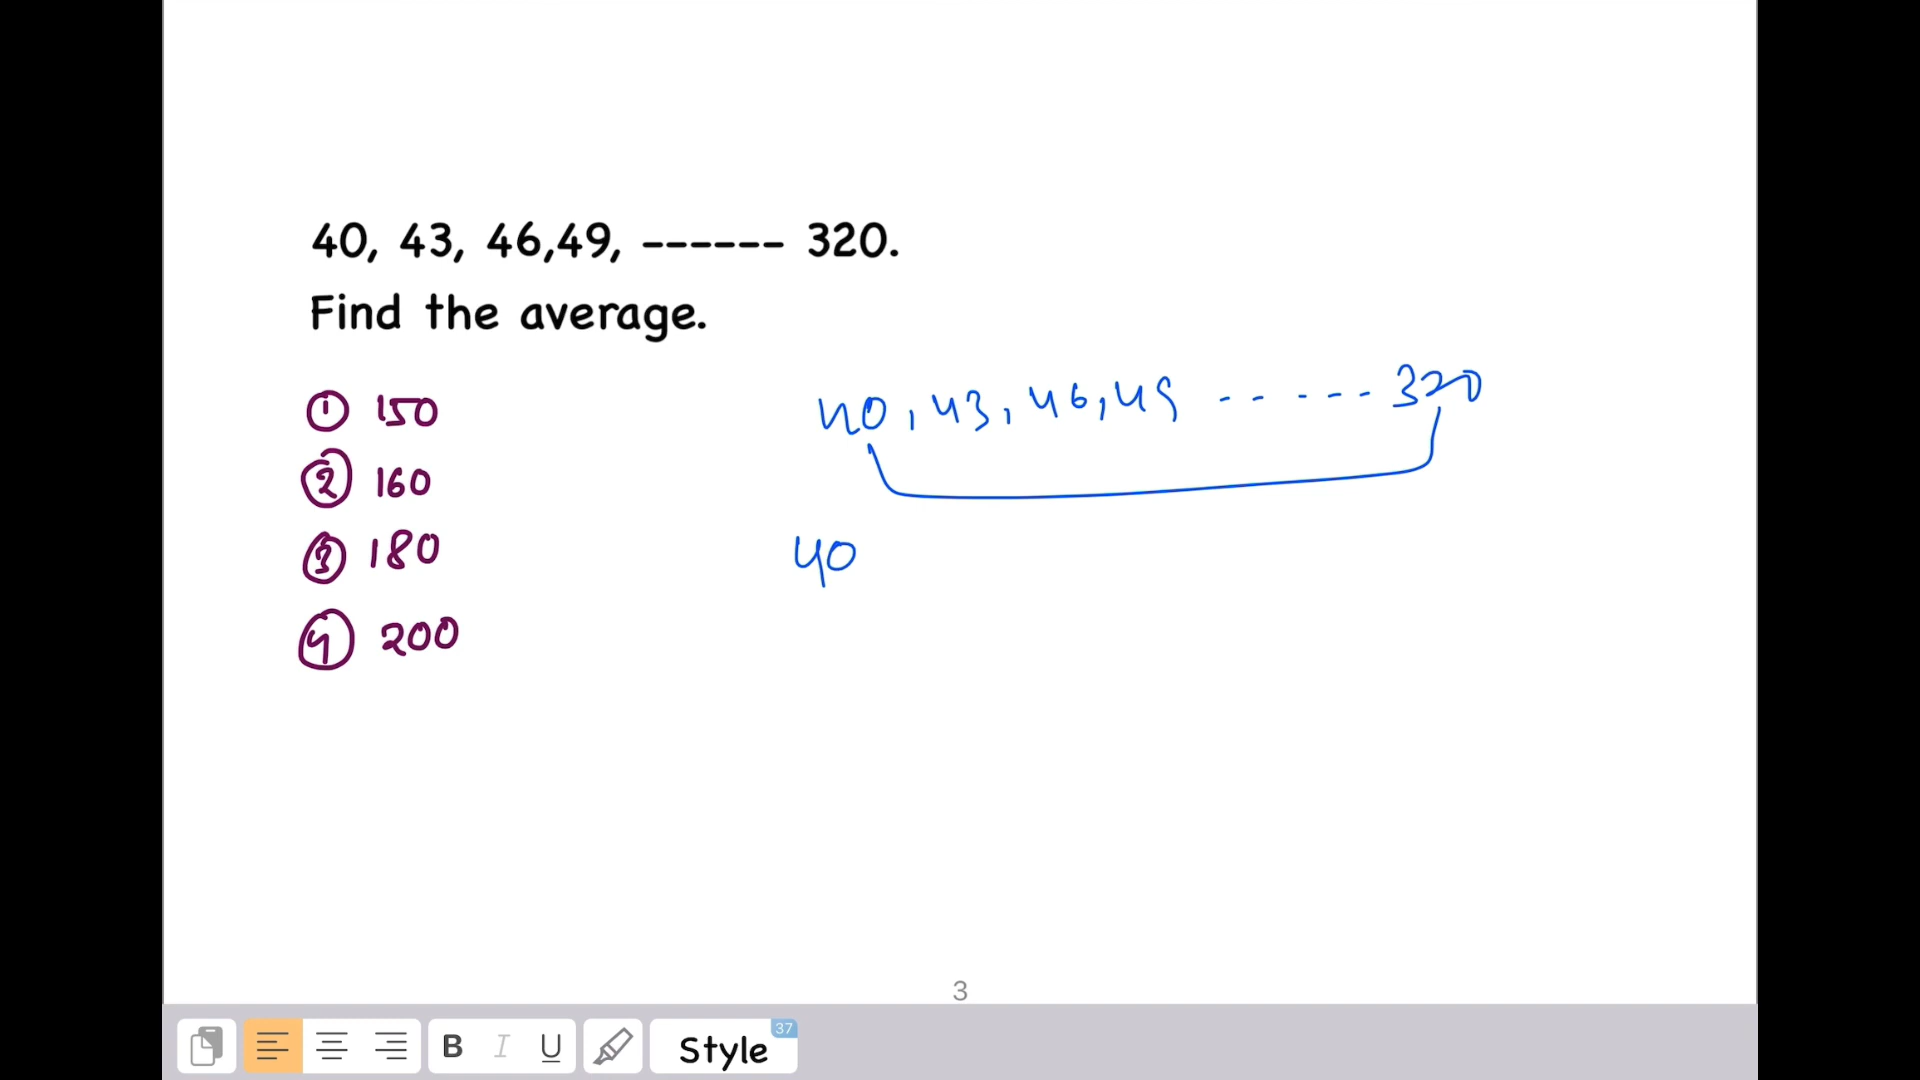 40, 43, 46,49, ------ 320.
Find the average.
① 150
② 160
③ 180
④ 200
40, 43, 46, 49 - - - - - 320
40
3
B I U
Style
37